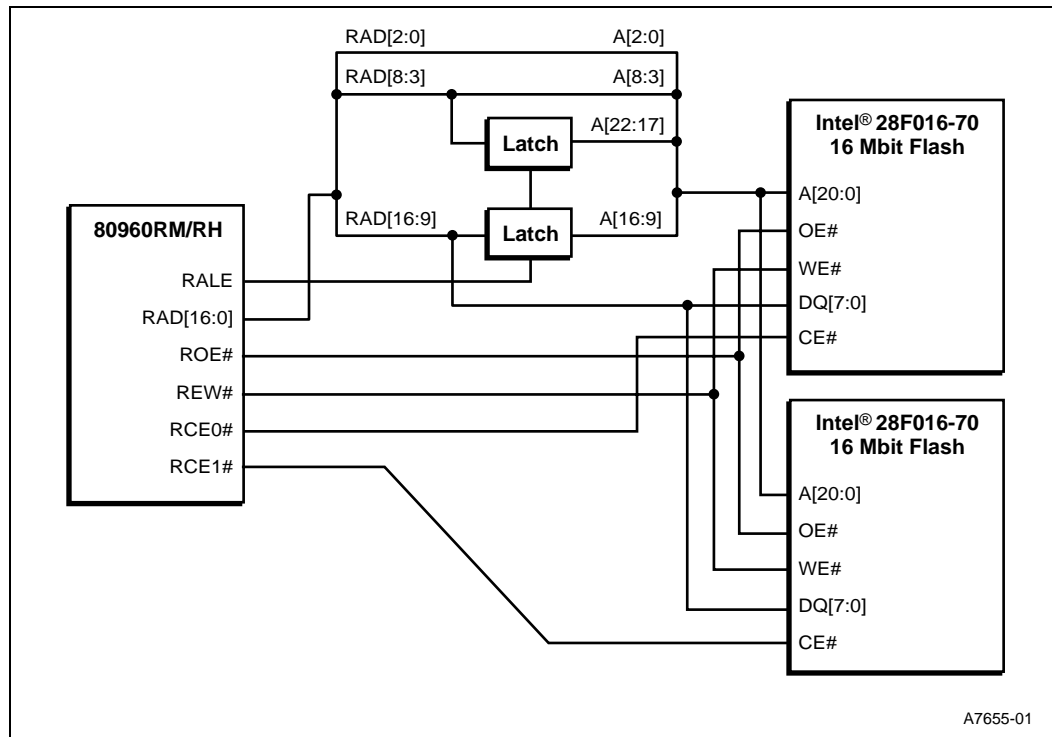 RAD[2:0] A[2:0]
RAD[8:3] A[8:3]
Latch
A[22:17]
RAD[16:9]
Latch
A[16:9]
80960RM/RH
RALE
RAD[16:0]
ROE#
REW#
RCE0#
RCE1#
Intel® 28F016-70
16 Mbit Flash
A[20:0]
OE#
WE#
DQ[7:0]
CE#
Intel® 28F016-70
16 Mbit Flash
A[20:0]
OE#
WE#
DQ[7:0]
CE#
A7655-01